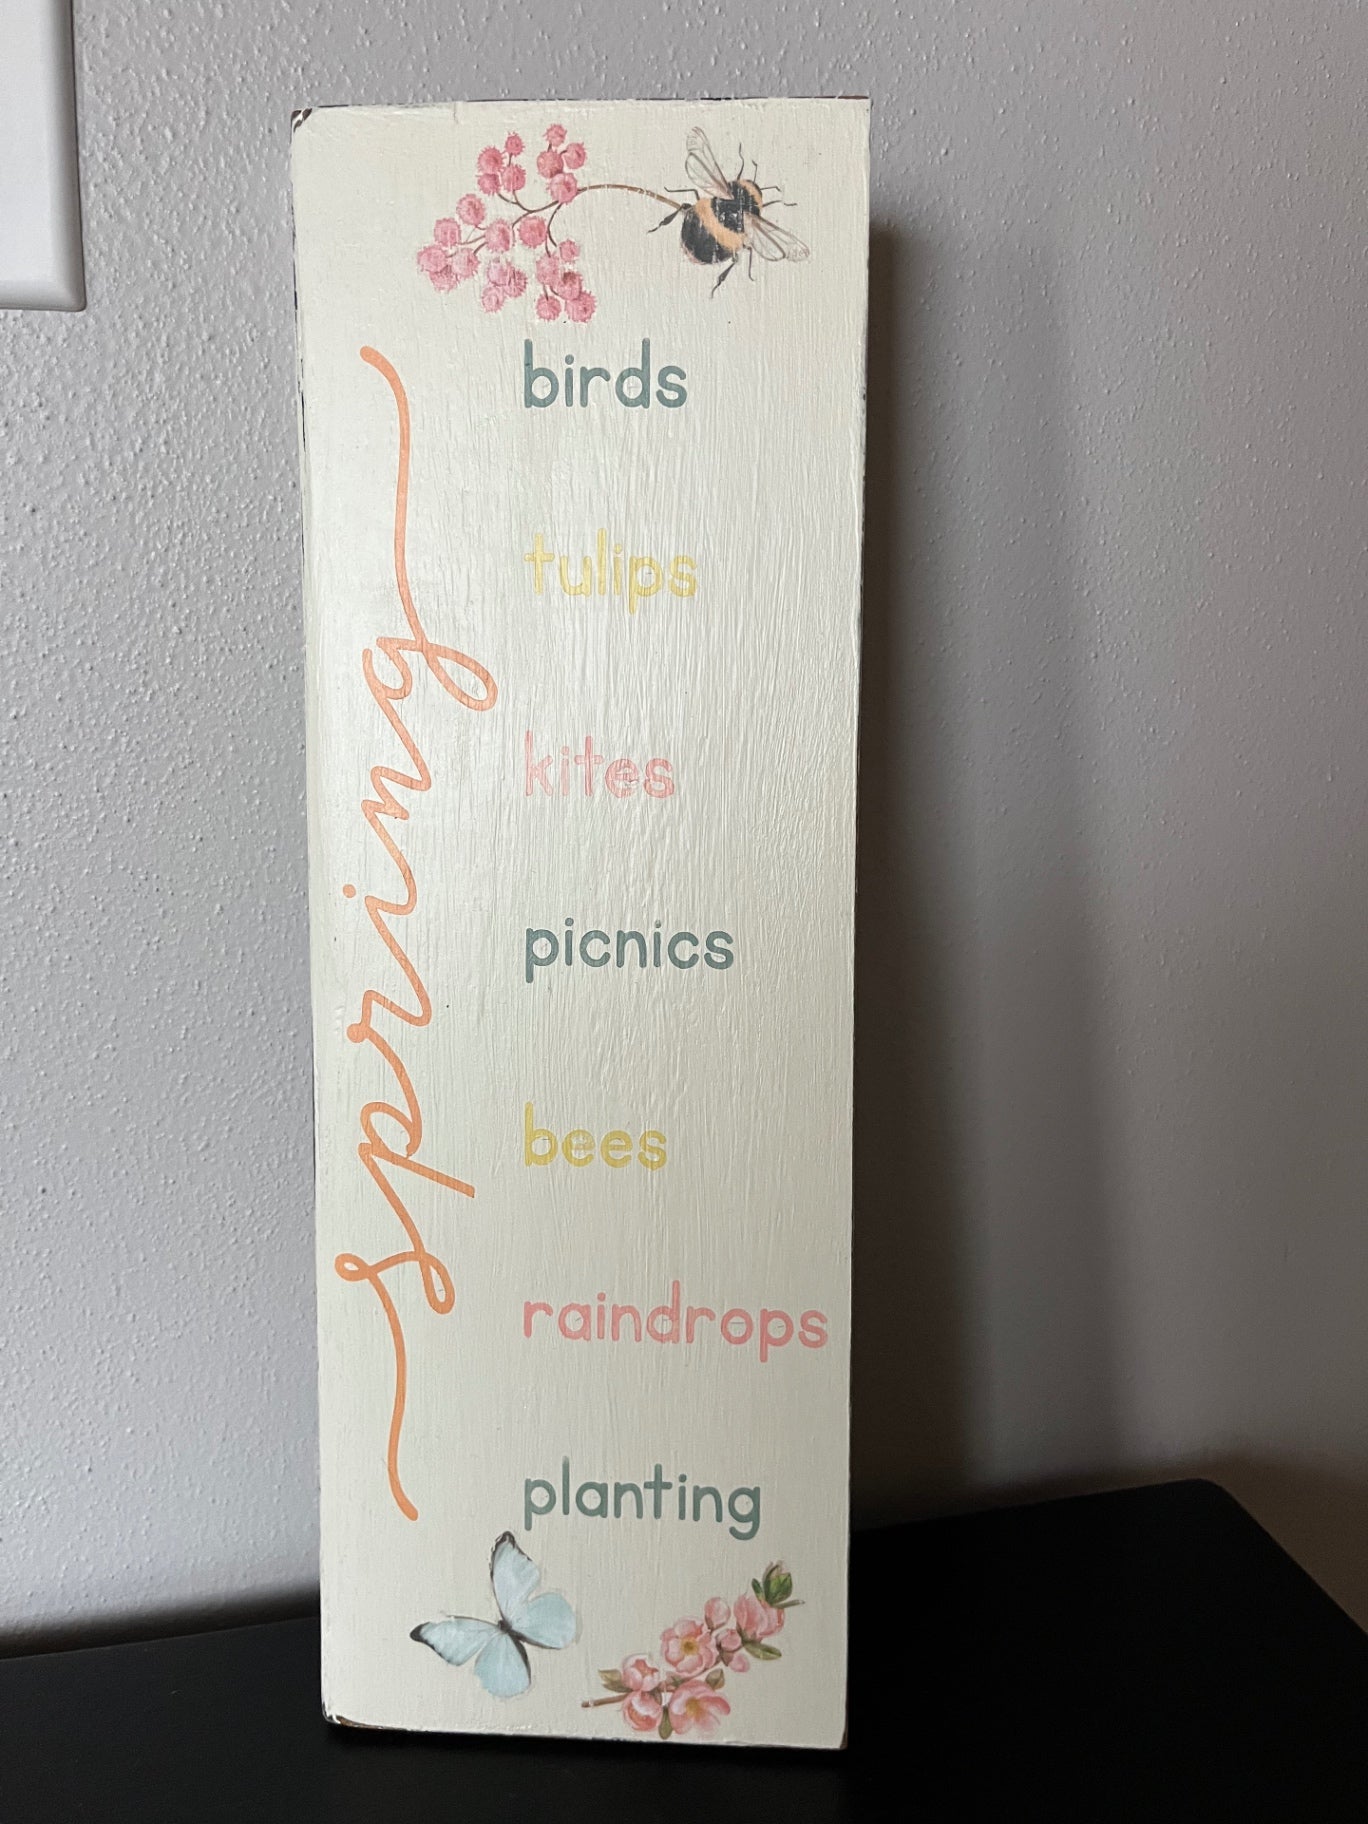 spring
birds
tulips
kites
picnics
bees
raindrops
planting